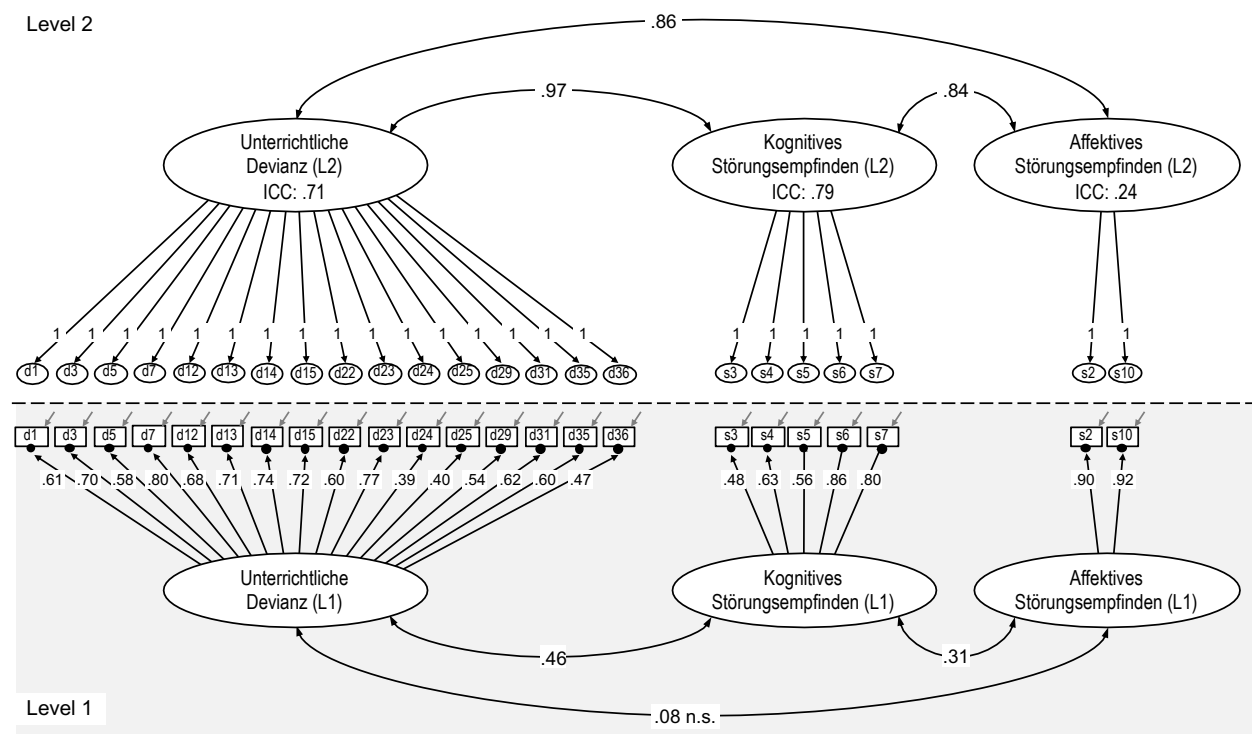 Level 2
.86
.97
.84
Unterrichtliche
Devianz (L2)
ICC: .71
Kognitives
Störungsempfinden (L2)
ICC: .79
Affektives
Störungsempfinden (L2)
ICC: .24
1 1 1 1 1 1 1 1 1 1 1 1 1 1 1 1 1 1 1 1 1 1 1
d1 d3 d5 d7 d12 d13 d14 d15 d22 d23 d24 d25 d29 d31 d35 d36 s3 s4 s5 s6 s7 s2 s10
d1 d3 d5 d7 d12 d13 d14 d15 d22 d23 d24 d25 d29 d31 d35 d36 s3 s4 s5 s6 s7 s2 s10
.61 .70 .58 .80 .68 .71 .74 .72 .60 .77 .39 .40 .54 .62 .60 .47 .48 .63 .56 .86 .80 .90 .92
Unterrichtliche
Devianz (L1)
Kognitives
Störungsempfinden (L1)
Affektives
Störungsempfinden (L1)
.46
.31
.08 n.s.
Level 1